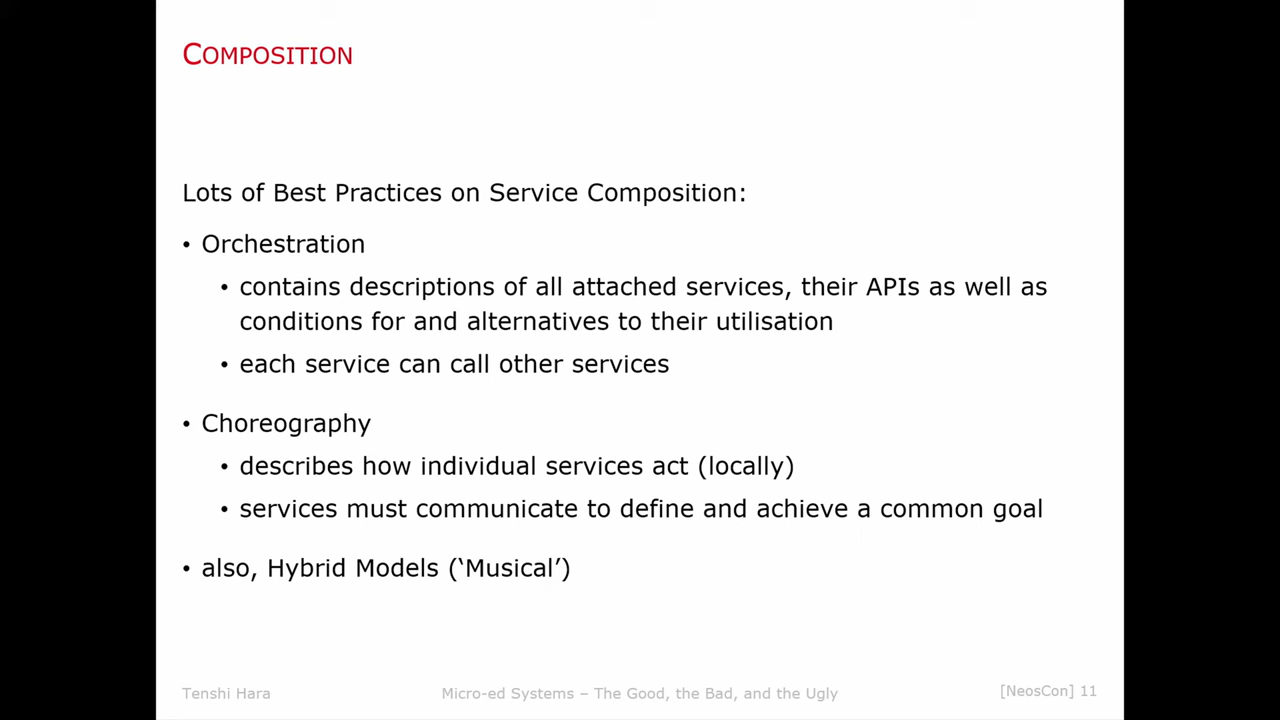 COMPOSITION
Lots of Best Practices on Service Composition:
• Orchestration
• contains descriptions of all attached services, their APIs as well as
conditions for and alternatives to their utilisation
• each service can call other services
• Choreography
• describes how individual services act (locally)
• services must communicate to define and achieve a common goal
• also, Hybrid Models (‘Musical’)
Tenshi Hara
Micro-ed Systems – The Good, the Bad, and the Ugly
[NeosCon] 11